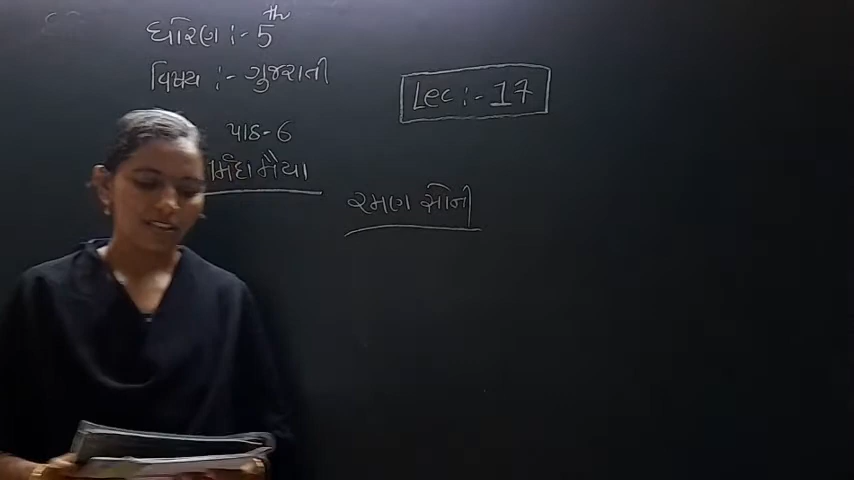 ધોરણ :- 5th
વિષય :- ગુજરાતી
Lec :- 17
પાઠ-6
મૈયા
રમણ સોની